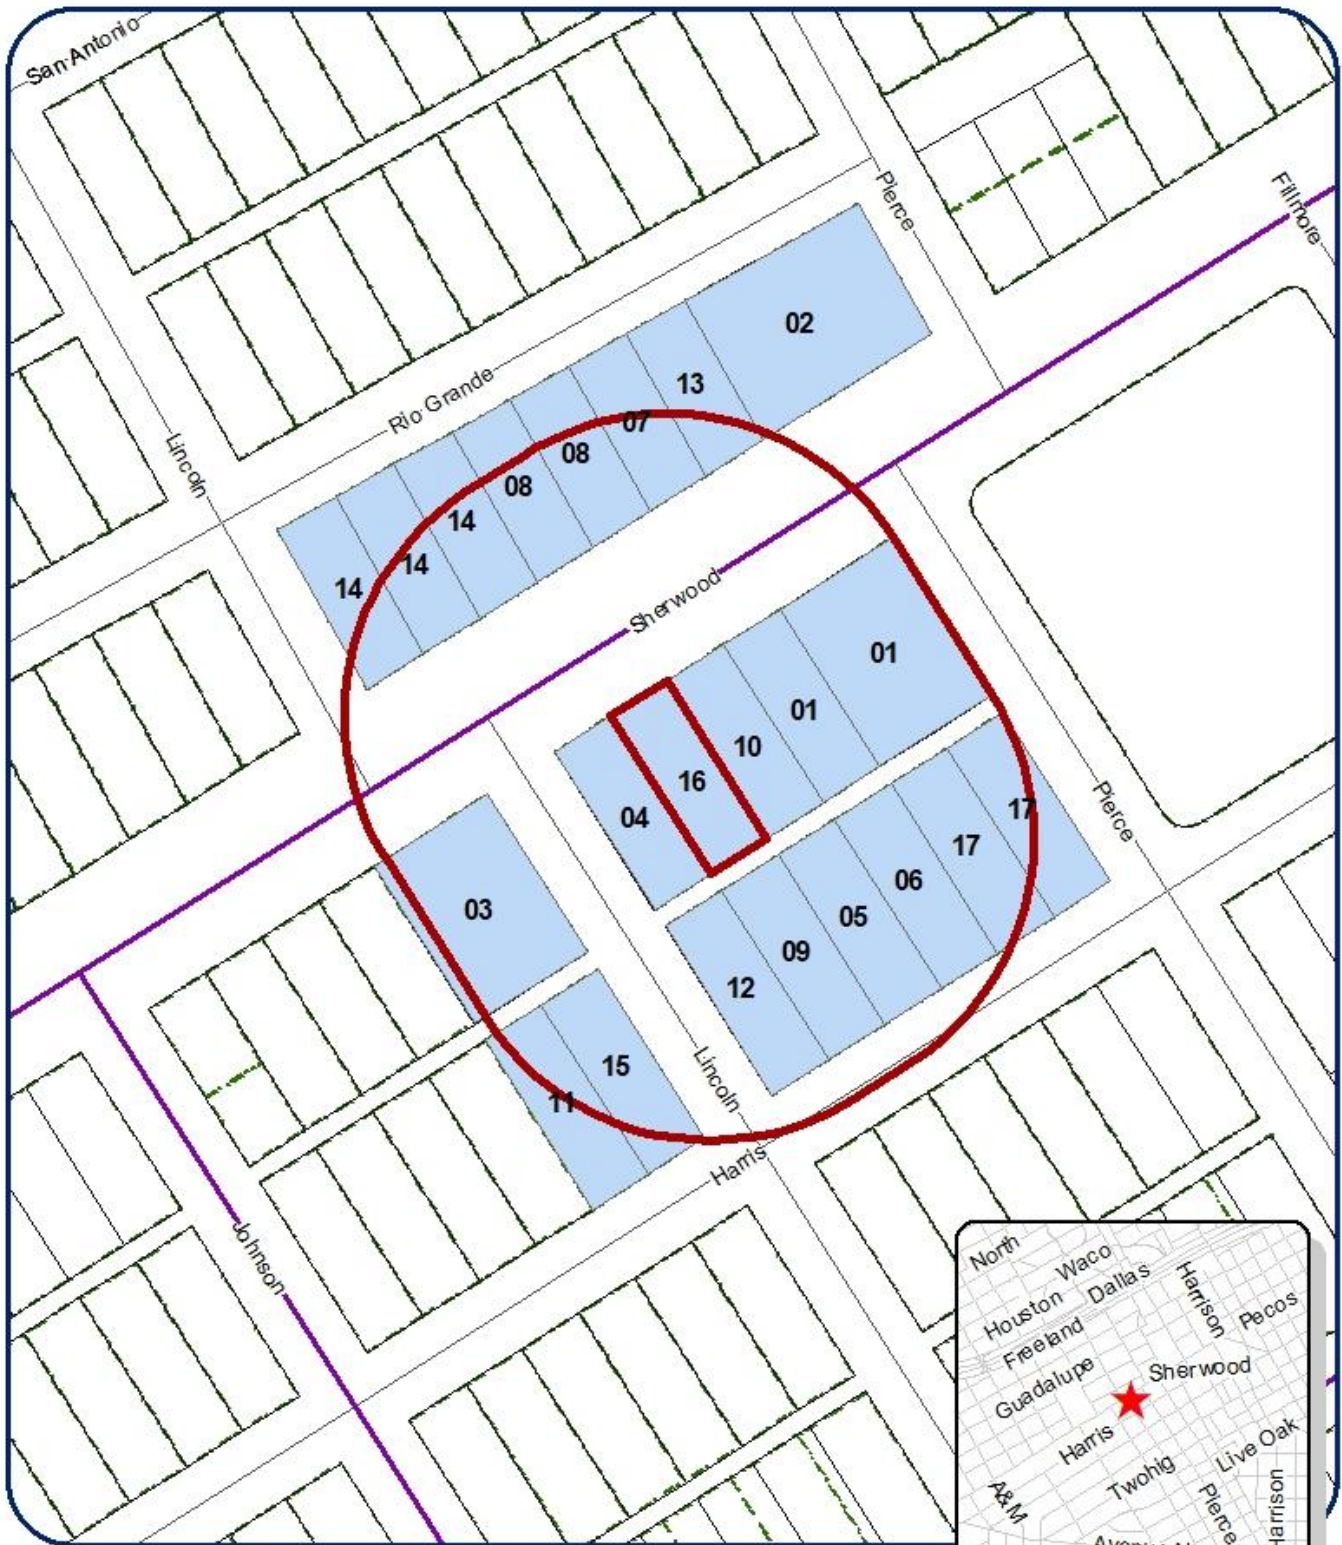 San Antonio
Pierce
Fillmore
02
Rio Grande
13
07
Lincoln
08
08
14
14
14
Sherwood
01
01
10
16
04
Pierce
17
17
06
03
05
09
12
15
Lincoln
11
Harris
Johnson
North
Waco
Dallas
Harrison
Houston
Pecos
Freeland
Guadalupe
Sherwood
Harris
Live Oak
Twohig
A&M
Pierce
Harrison